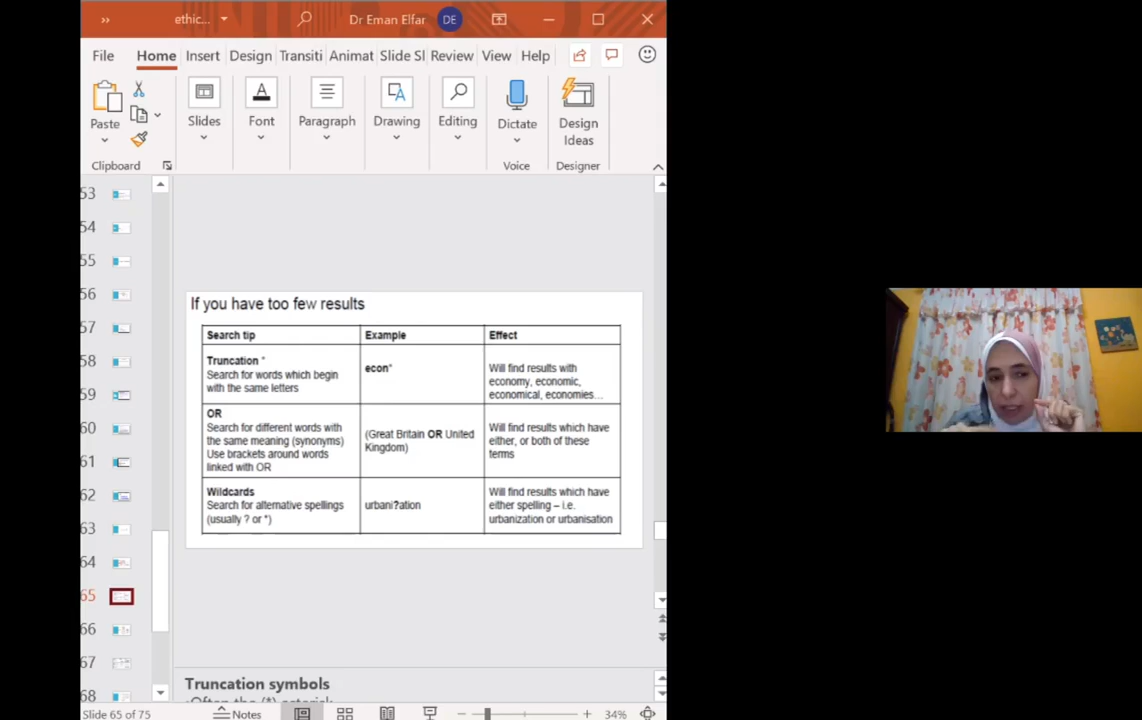 ethic...
Dr Eman Elfar
DE
File Home Insert Design Transiti Animat Slide Sl Review View Help
Paste
Slides
Font
Paragraph
Drawing
Editing
Dictate
Design
Ideas
Clipboard
Voice
Designer
53
54
55
56
57
58
59
60
61
62
63
64
65
66
67
68
If you have too few results
Search tip Example Effect
Truncation *
Search for words which begin
with the same letters
econ*
Will find results with
economy, economic,
economical, economies...
OR
Search for different words with
the same meaning (synonyms)
Use brackets around words
linked with OR
(Great Britain OR United
Kingdom)
Will find results which have
either, or both of these
terms
Wildcards
Search for alternative spellings
(usually ? or *)
urbani?ation
Will find results which have
either spelling – i.e.
urbanization or urbanisation
Truncation symbols
Slide 65 of 75
Notes
34%